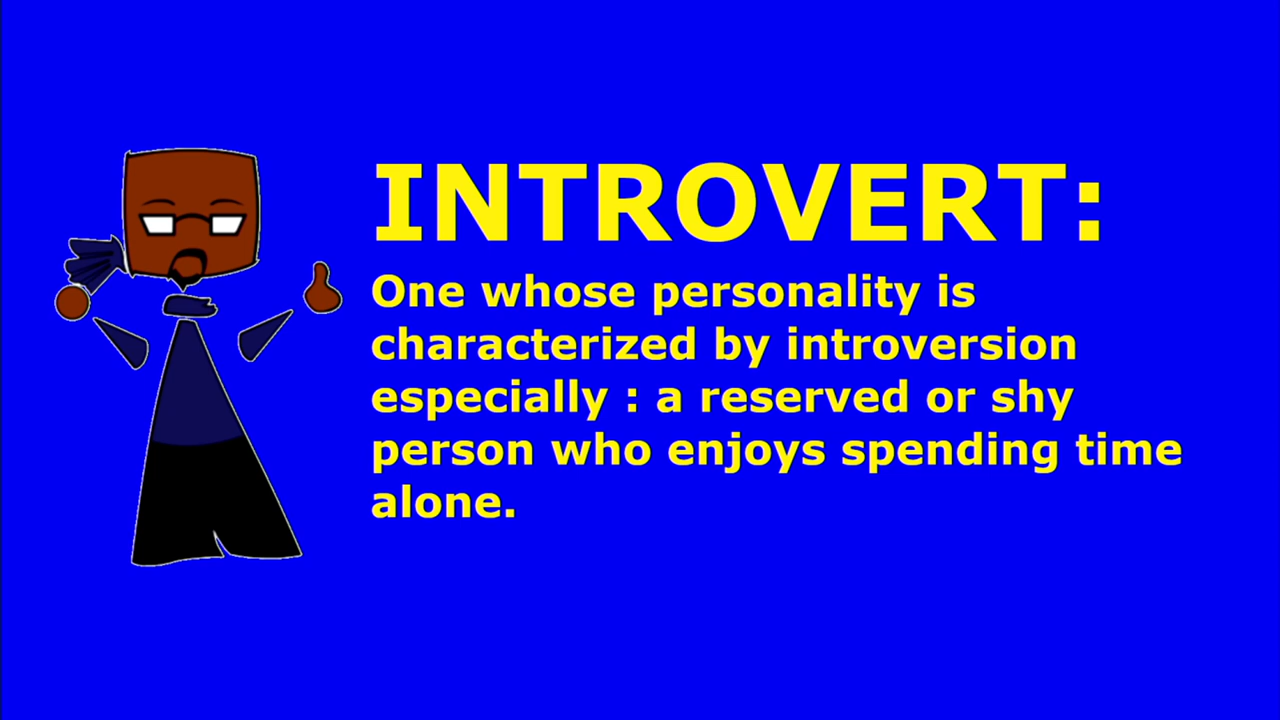 INTROVERT:
One whose personality is
characterized by introversion
especially : a reserved or shy
person who enjoys spending time
alone.